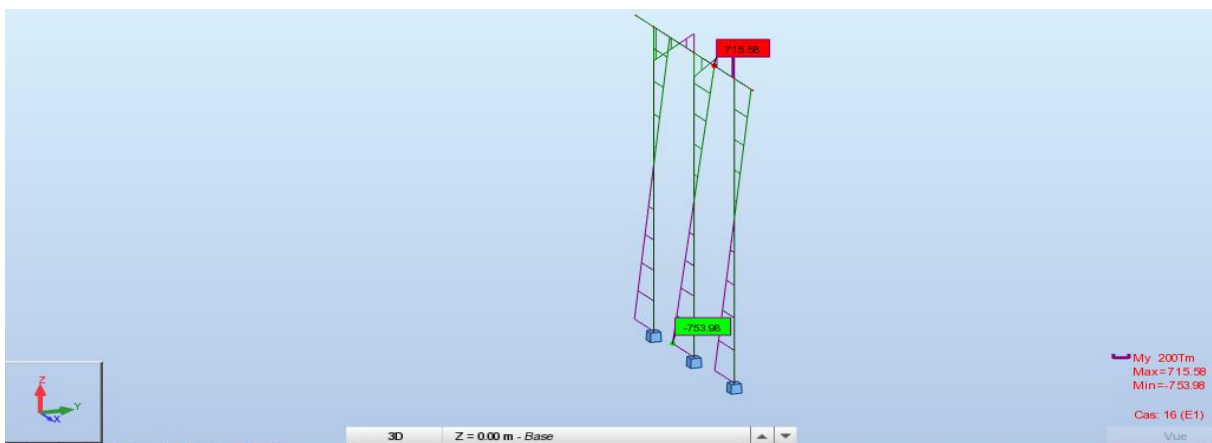 715.58
-753.98
My 200Tm
Max=715.58
Min=-753.98
Cas: 16 (E1)
Z
Y
X
3D Z = 0.00 m - Base
Vue